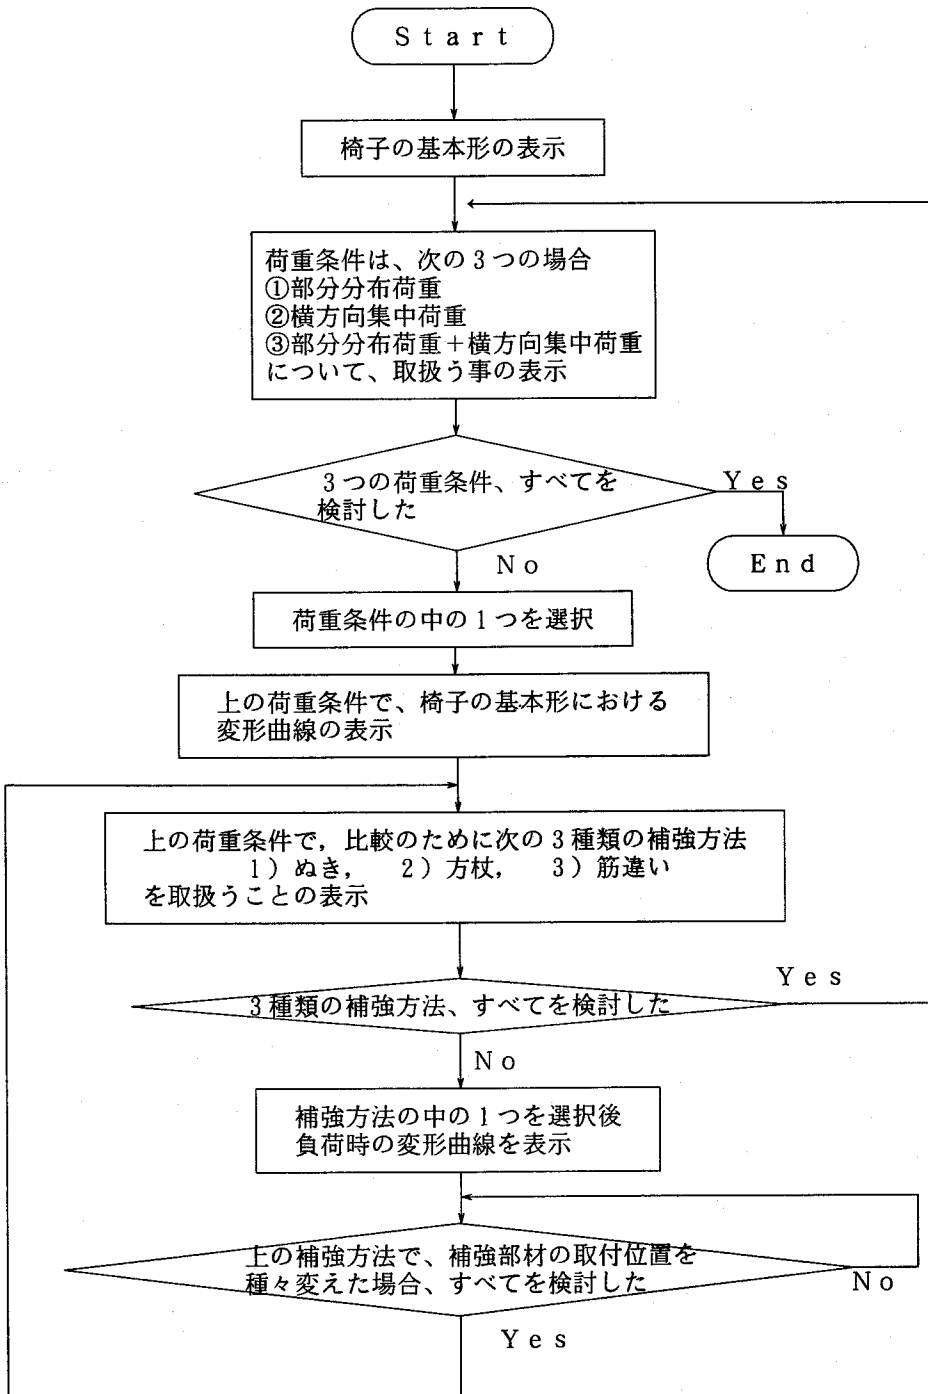 Start
椅子の基本形の表示
荷重条件は、次の3つの場合
①部分分布荷重
②横方向集中荷重
③部分分布荷重＋横方向集中荷重
について、取扱う事の表示
3つの荷重条件、すべてを
検討した
Yes
End
No
荷重条件の中の1つを選択
上の荷重条件で、椅子の基本形における
変形曲線の表示
上の荷重条件で，比較のために次の3種類の補強方法
1）ぬき，　2）方杖，　3）筋違い
を取扱うことの表示
Yes
3種類の補強方法、すべてを検討した
No
補強方法の中の1つを選択後
負荷時の変形曲線を表示
上の補強方法で、補強部材の取付位置を
種々変えた場合、すべてを検討した
No
Yes